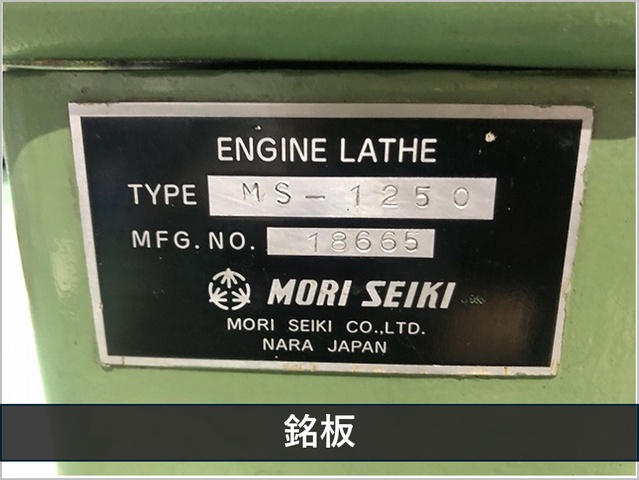 ENGINE LATHE
TYPE MS-1250
MFG. NO. 18665
MORI SEIKI
MORI SEIKI CO.,LTD.
NARA JAPAN
銘板